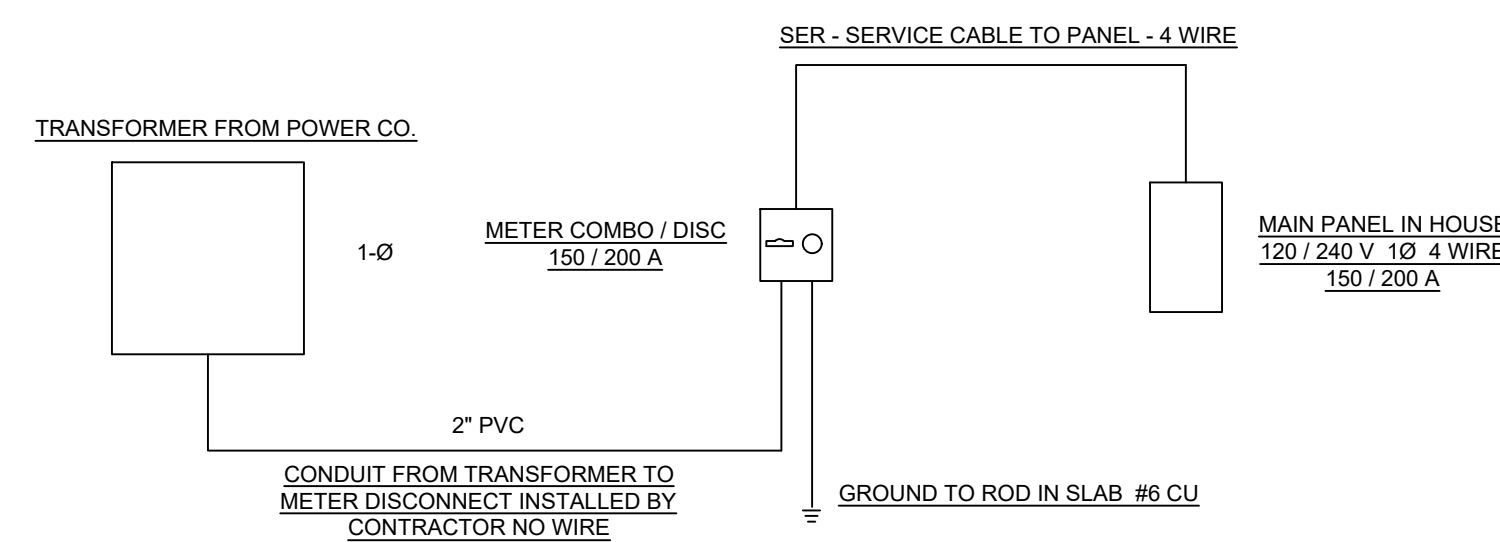 SER - SERVICE CABLE TO PANEL - 4 WIRE
TRANSFORMER FROM POWER CO.
1-Ø
METER COMBO / DISC
150 / 200 A
MAIN PANEL IN HOUSE
120 / 240 V 1Ø 4 WIRE
150 / 200 A
2" PVC
CONDUIT FROM TRANSFORMER TO
METER DISCONNECT INSTALLED BY
CONTRACTOR NO WIRE
GROUND TO ROD IN SLAB #6 CU